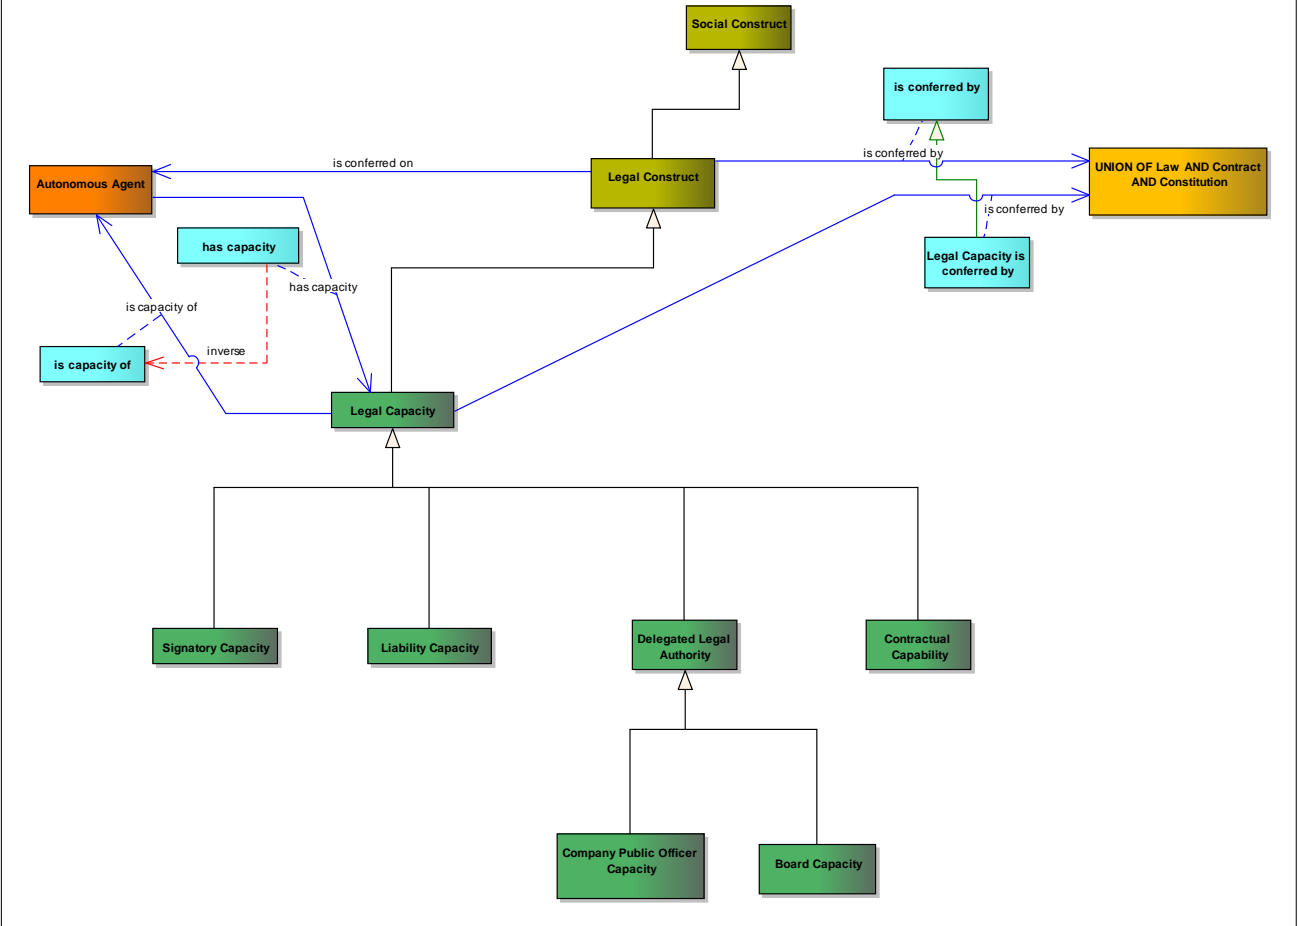 Social Construct
is conferred by
is conferred by
is conferred on
UNION OF Law AND Contract
AND Constitution
Autonomous Agent
Legal Construct
is conferred by
has capacity
Legal Capacity is
conferred by
has capacity
is capacity of
inverse
is capacity of
Legal Capacity
Signatory Capacity
Liability Capacity
Delegated Legal
Authority
Contractual
Capability
Company Public Officer
Capacity
Board Capacity